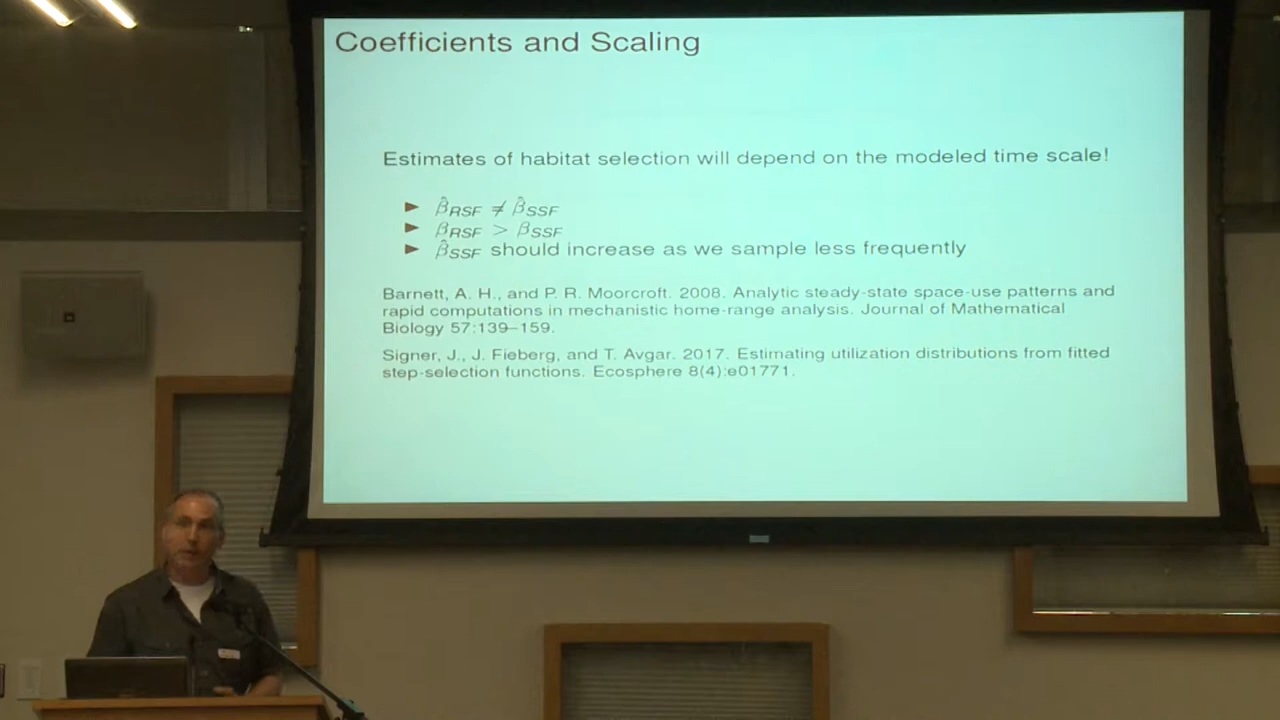 Coefficients and Scaling
Estimates of habitat selection will depend on the modeled time scale!
► β̂RSF ≠ β̂SSF
► βRSF > βSSF
► β̂SSF should increase as we sample less frequently
Barnett, A. H., and P. R. Moorcroft. 2008. Analytic steady-state space-use patterns and
rapid computations in mechanistic home-range analysis. Journal of Mathematical
Biology 57:139–159.
Signer, J., J. Fieberg, and T. Avgar. 2017. Estimating utilization distributions from fitted
step-selection functions. Ecosphere 8(4):e01771.